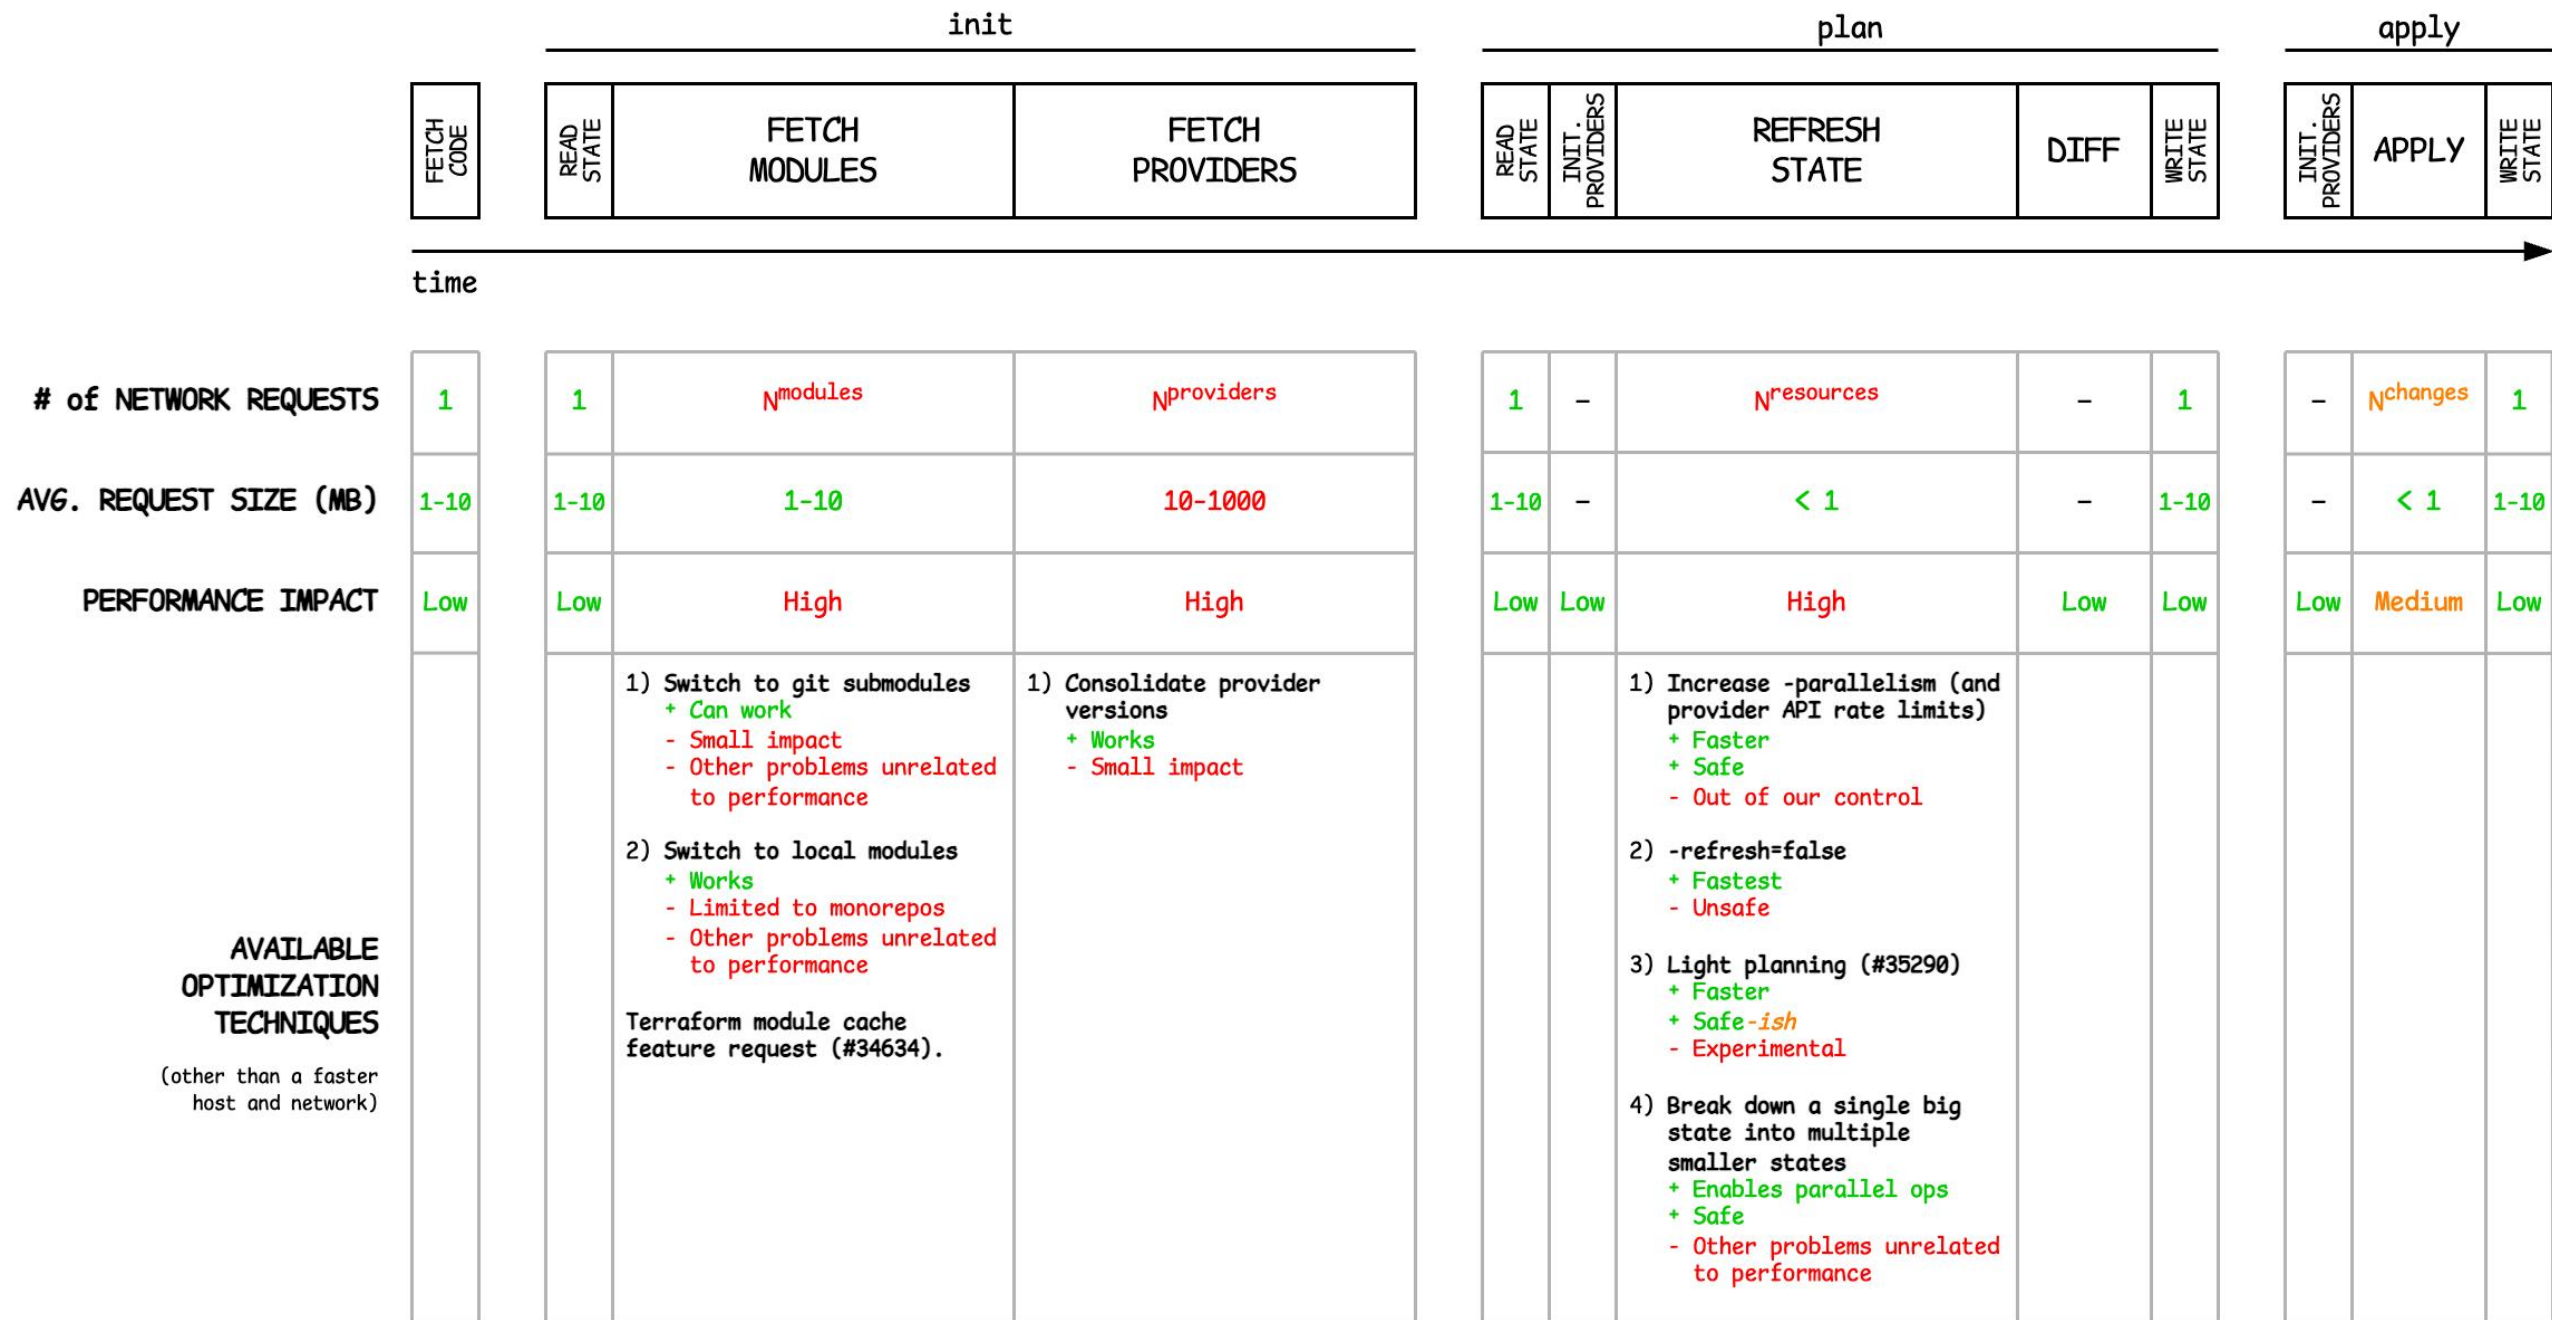 init
plan
apply
FETCH
CODE
READ
STATE
FETCH
MODULES
FETCH
PROVIDERS
READ
STATE
INIT.
PROVIDERS
REFRESH
STATE
DIFF
WRITE
STATE
INIT.
PROVIDERS
APPLY
WRITE
STATE
time
# of NETWORK REQUESTS
1
1
Nmodules
Nproviders
1
-
Nresources
-
1
-
Nchanges
1
AVG. REQUEST SIZE (MB)
1-10
1-10
1-10
10-1000
1-10
-
< 1
-
1-10
-
< 1
1-10
PERFORMANCE IMPACT
Low
Low
High
High
Low
Low
High
Low
Low
Low
Medium
Low
AVAILABLE
OPTIMIZATION
TECHNIQUES
(other than a faster
host and network)
1) Switch to git submodules
+ Can work
- Small impact
- Other problems unrelated
to performance
2) Switch to local modules
+ Works
- Limited to monorepos
- Other problems unrelated
to performance
Terraform module cache
feature request (#34634).
1) Consolidate provider
versions
+ Works
- Small impact
1) Increase -parallelism (and
provider API rate limits)
+ Faster
+ Safe
- Out of our control
2) -refresh=false
+ Fastest
- Unsafe
3) Light planning (#35290)
+ Faster
+ Safe-ish
- Experimental
4) Break down a single big
state into multiple
smaller states
+ Enables parallel ops
+ Safe
- Other problems unrelated
to performance